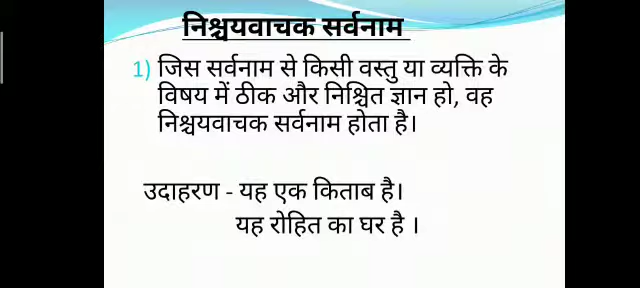 निश्चयवाचक सर्वनाम
1) जिस सर्वनाम से किसी वस्तु या व्यक्ति के
विषय में ठीक और निश्चित ज्ञान हो, वह
निश्चयवाचक सर्वनाम होता है।
उदाहरण - यह एक किताब है।
यह रोहित का घर है ।